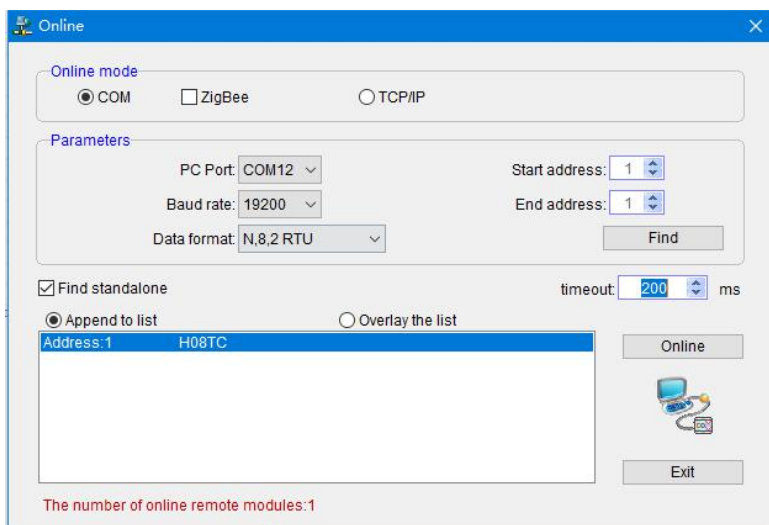 Online
Online mode
COM ZigBee TCP/IP
Parameters
PC Port: COM12 Start address: 1
Baud rate: 19200 End address: 1
Data format: N,8,2 RTU Find
Find standalone timeout: 200 ms
Append to list Overlay the list
Address:1 H08TC
Online
Exit
The number of online remote modules:1